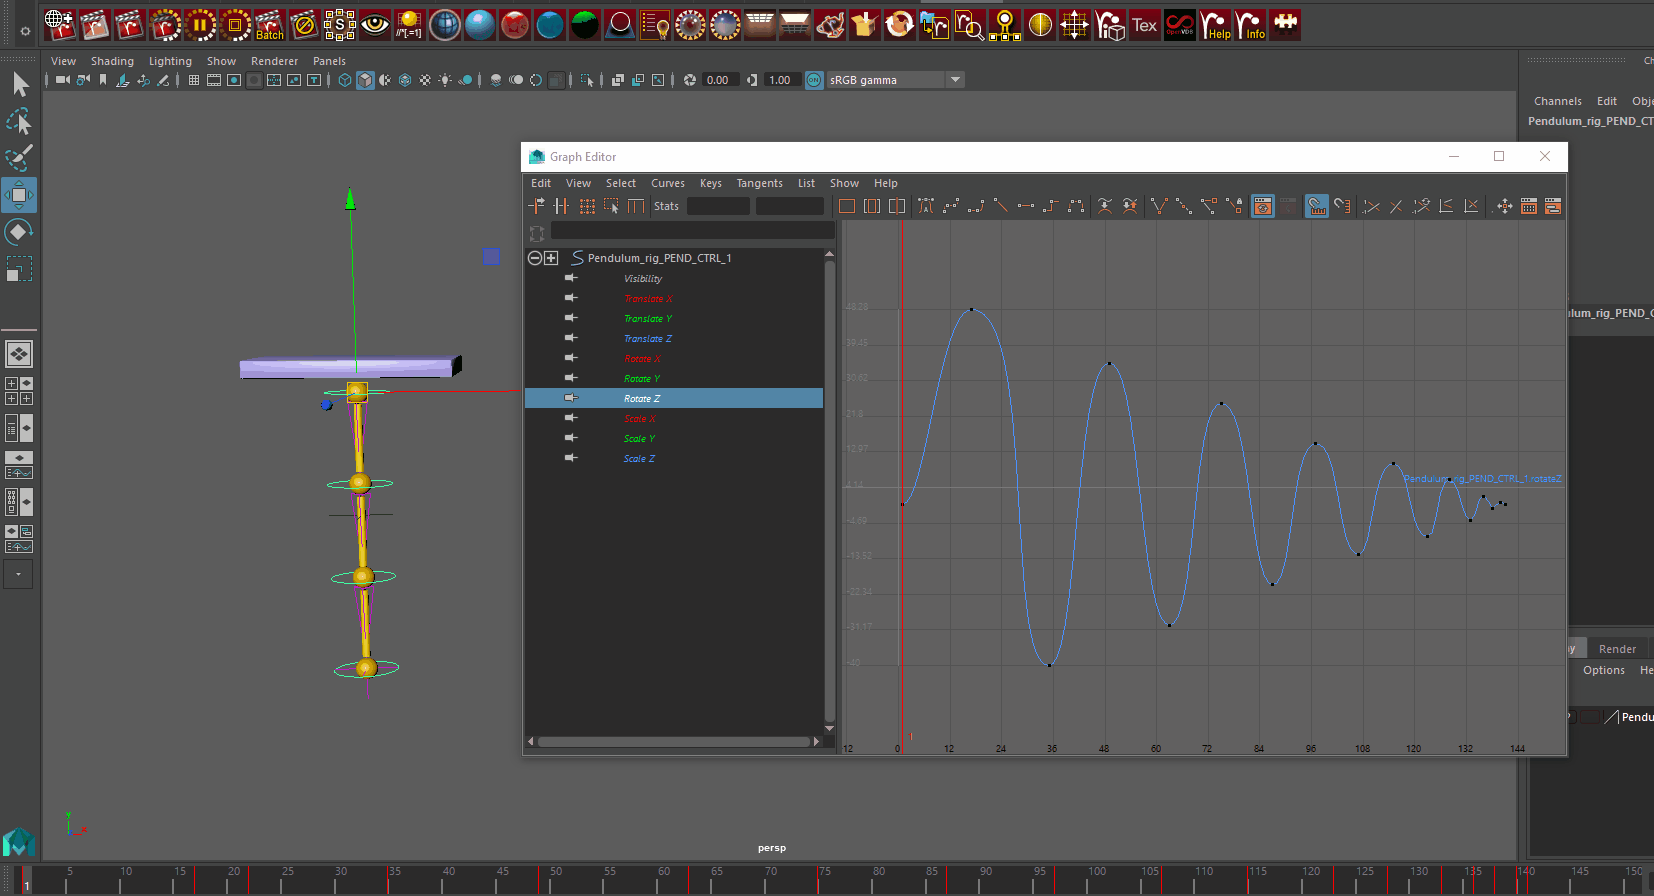 Batch
S
//*[.=1]
Tex
OpenVDB
Help
Info
View Shading Lighting Show Renderer Panels
0.00 1.00 ON sRGB gamma
Channels Edit
Pendulum_rig_PEND_CT
Graph Editor
Edit View Select Curves Keys Tangents List Show Help
Stats
Pendulum_rig_PEND_CTRL_1
Visibility
Translate X
Translate Y
Translate Z
Rotate X
Rotate Y
Rotate Z
Scale X
Scale Y
Scale Z
48.28
39.45
30.62
21.8
12.97
4.14
-4.69
-13.52
-22.34
-31.17
-40
Pendulum_rig_PEND_CTRL_1.rotateZ
1
-12 0 12 24 36 48 60 72 84 96 108 120 132 144
ulum_rig_PEND_C
Render
Options He
Pendu
y
x
persp
5 10 15 20 25 30 35 40 45 50 55 60 65 70 75 80 85 90 95 100 105 110 115 120 125 130 135 140 145 150
1